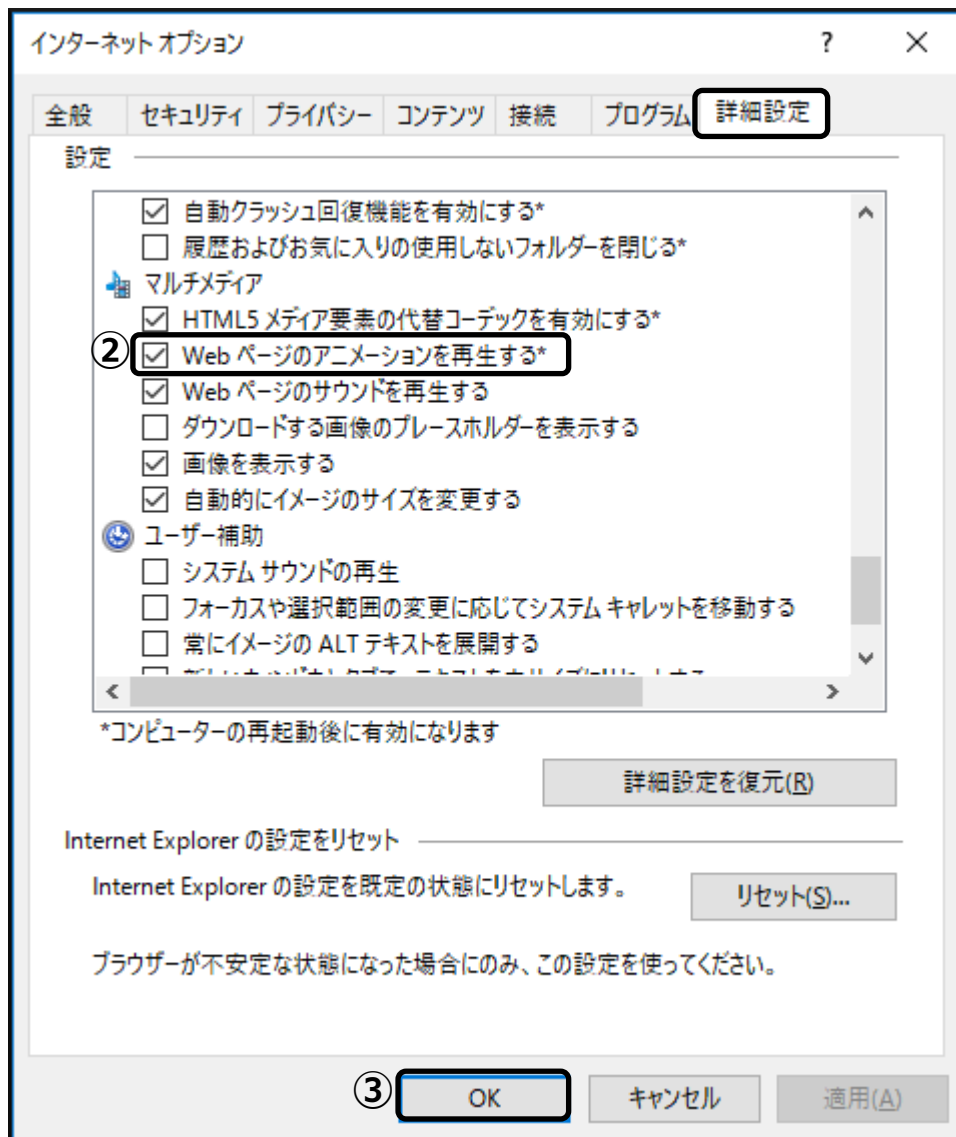 インターネット オプション
?
全般 セキュリティ プライバシー コンテンツ 接続 プログラム 詳細設定
設定
自動クラッシュ回復機能を有効にする*
履歴およびお気に入りの使用しないフォルダーを閉じる*
マルチメディア
HTML5 メディア要素の代替コーデックを有効にする*
② Web ページのアニメーションを再生する*
Web ページのサウンドを再生する
ダウンロードする画像のプレースホルダーを表示する
画像を表示する
自動的にイメージのサイズを変更する
ユーザー補助
システム サウンドの再生
フォーカスや選択範囲の変更に応じてシステム キャレットを移動する
常にイメージの ALT テキストを展開する
*コンピューターの再起動後に有効になります
詳細設定を復元(R)
Internet Explorer の設定をリセット
Internet Explorer の設定を既定の状態にリセットします。
リセット(S)...
ブラウザーが不安定な状態になった場合にのみ、この設定を使ってください。
③ OK キャンセル 適用(A)